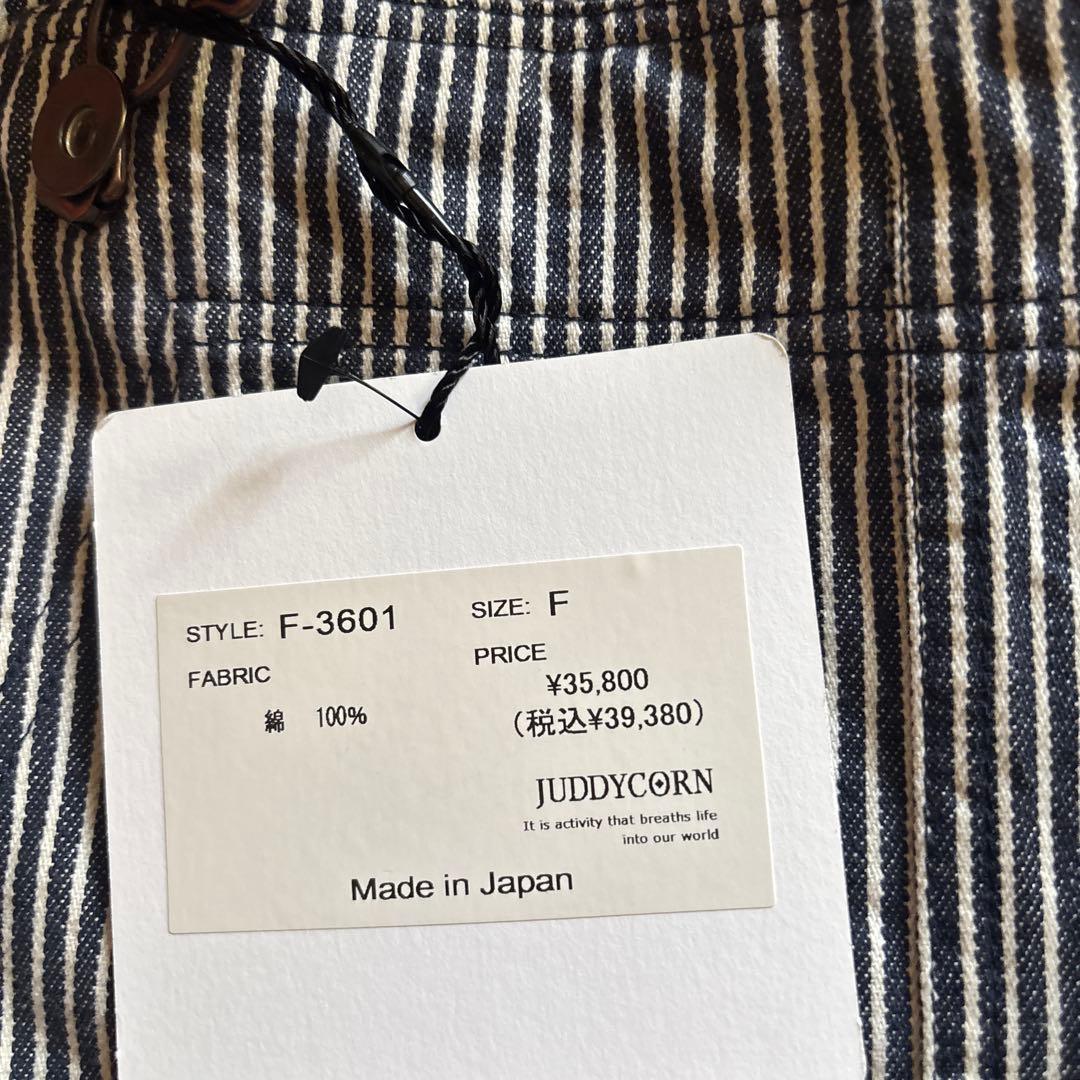 STYLE: F-3601
SIZE: F
FABRIC
綿 100%
PRICE
¥35,800
(税込¥39,380)
JUDDYCORN
It is activity that breaths life
into our world
Made in Japan